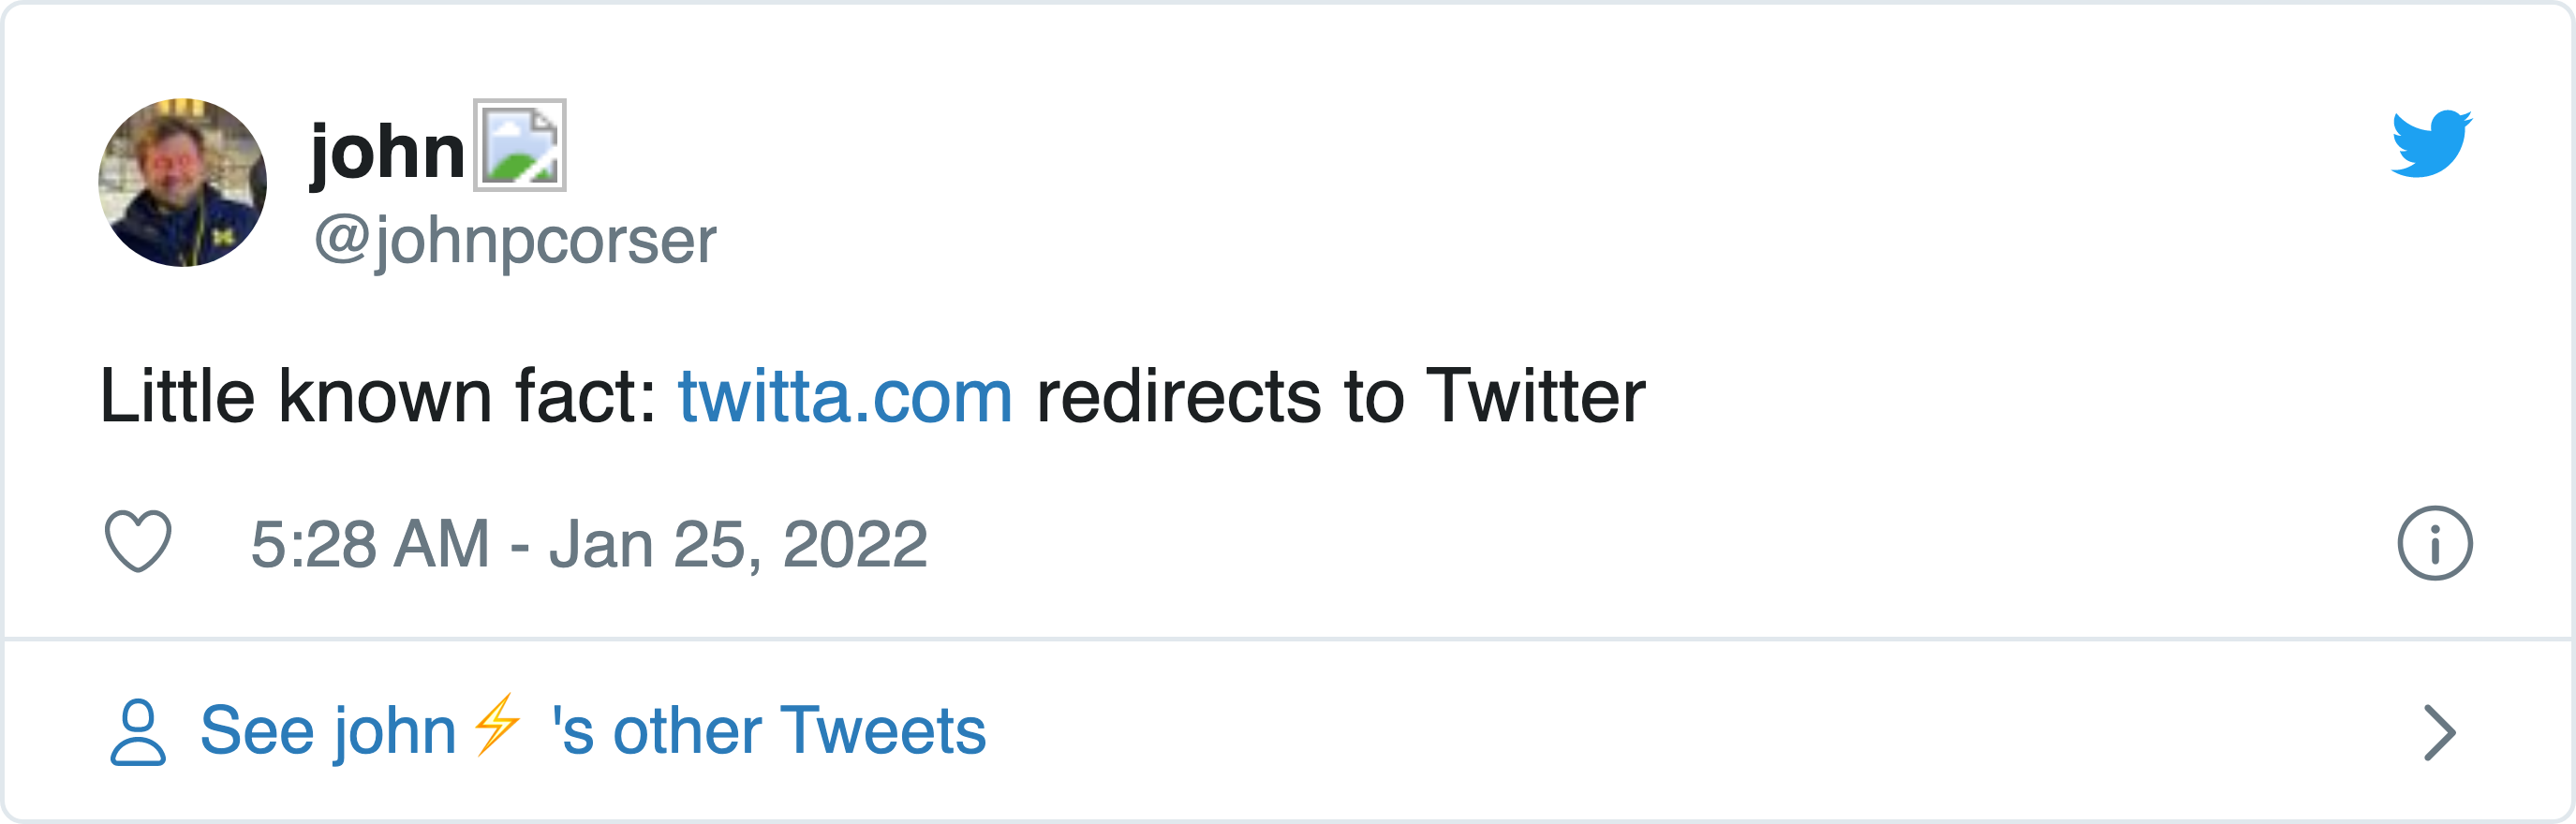 john
@johnpcorser
Little known fact: twitta.com redirects to Twitter
5:28 AM - Jan 25, 2022
See john⚡ 's other Tweets